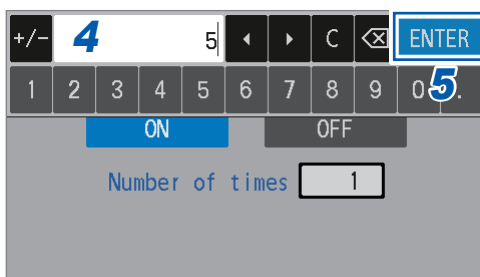 +/- 4 5 C ENTER
1 2 3 4 5 6 7 8 9 0 5 .
ON OFF
Number of times 1